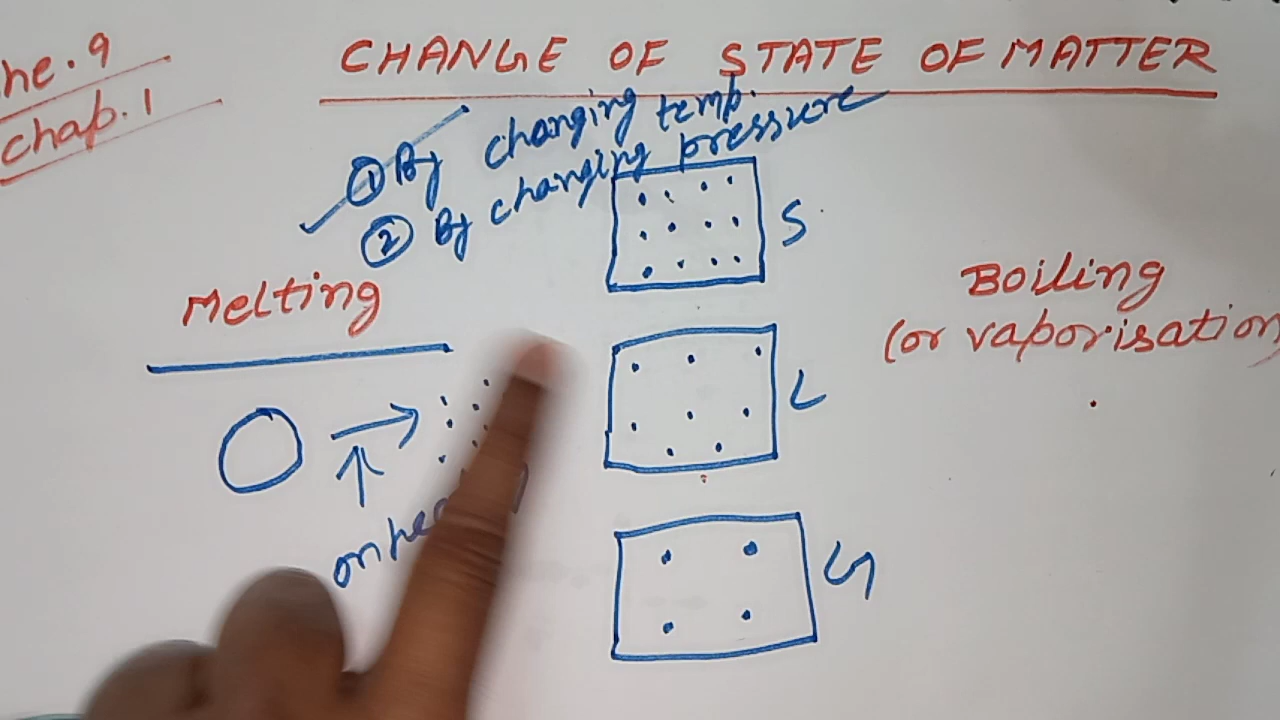 he. 9
chap. 1
CHANGE OF STATE OF MATTER
① By changing temp.
② By changing pressure
S
Melting
Boiling
(or vaporisation
L
G